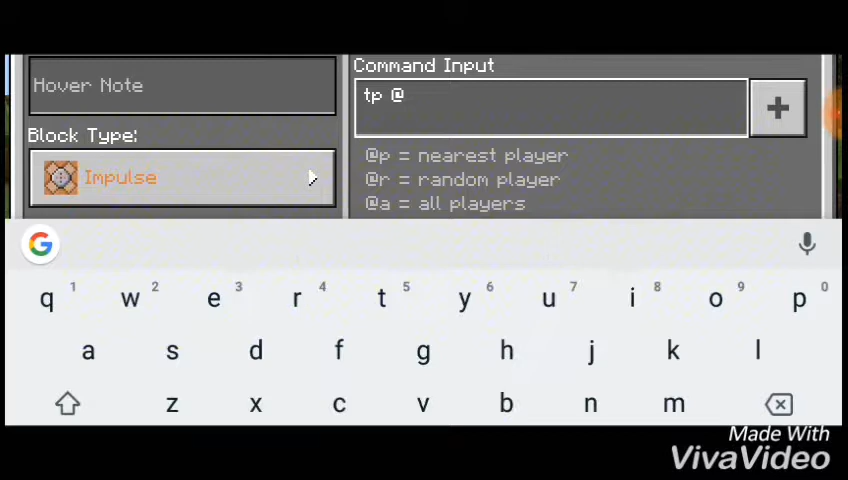 Command Input
Hover Note
tp @
Block Type:
@p = nearest player
Impulse
@r = random player
@a = all players
G
q 1 w 2 e 3 r 4 t 5 y 6 u 7 i 8 o 9 p 0
a s d f g h j k l
z x c v b n m
Made With
VivaVideo